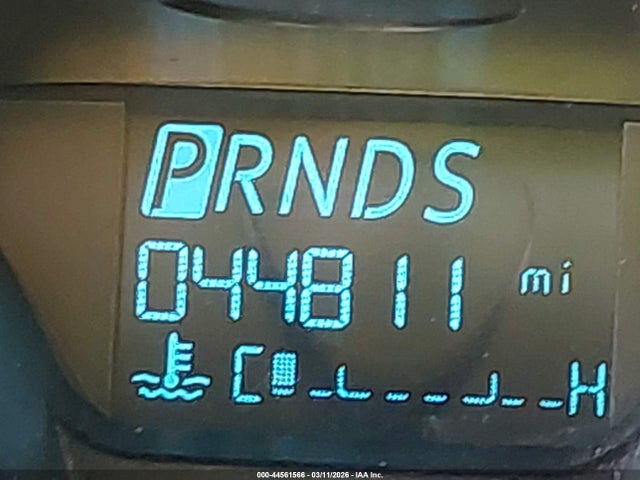 PRNDS
044811 mi
C H
000-44561566 - 03/11/2026 - IAA Inc.